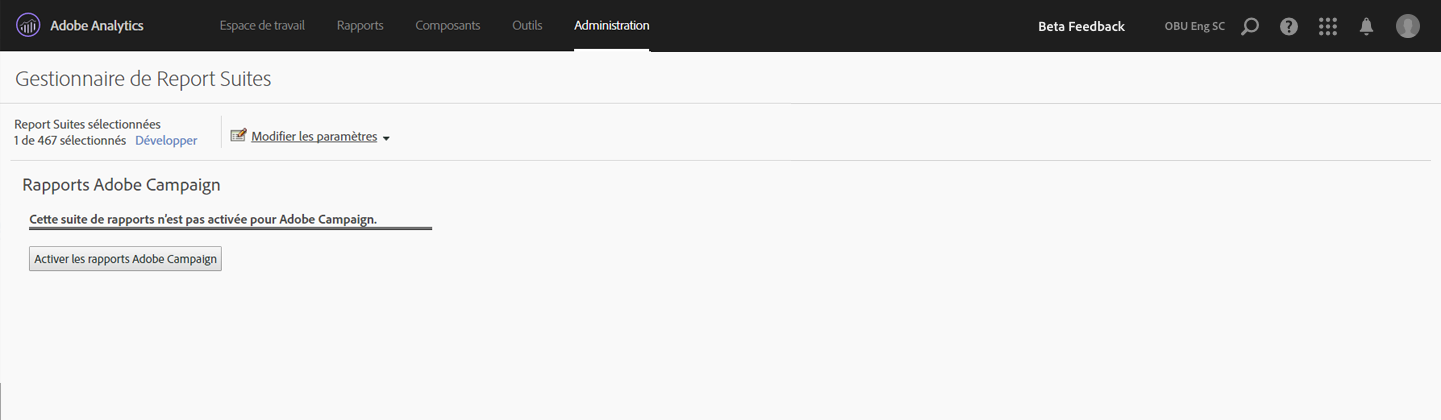 Adobe Analytics Espace de travail Rapports Composants Outils Administration Beta Feedback OBU Eng SC
Gestionnaire de Report Suites
Report Suites sélectionnées
1 de 467 sélectionnés Développer
Modifier les paramètres
Rapports Adobe Campaign
Cette suite de rapports n'est pas activée pour Adobe Campaign.
Activer les rapports Adobe Campaign